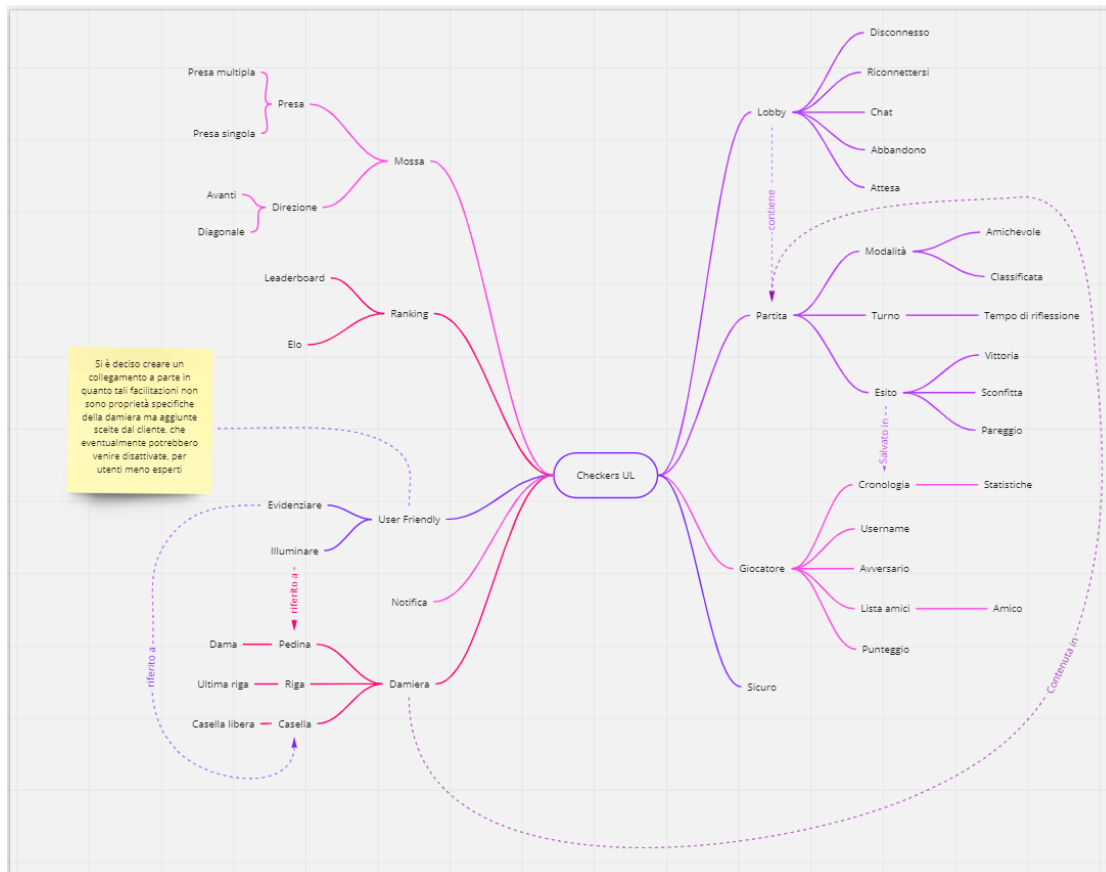 Disconnesso
Presa multipla
Riconnettersi
Presa
Lobby
Chat
Presa singola
Abbandono
Mossa
Attesa
Avanti
Direzione
contiene
Diagonale
Amichevole
Modalità
Leaderboard
Classificata
Ranking
Partita
Turno
Tempo di riflessione
Elo
Vittoria
Si è deciso creare un
collegamento a parte in
quanto tali facilitazioni non
sono proprietà specifiche
della damiera ma aggiunte
scelte dal cliente, che
eventualmente potrebbero
venire disattivate, per
utenti meno esperti
Esito
Sconfitta
Pareggio
Salvato in
Checkers UL
Cronologia
Statistiche
Evidenziare
User Friendly
Username
Illuminare
Giocatore
Avversario
riferito a
Notifica
Lista amici
Amico
Dama
Pedina
Punteggio
riferito a
Contenuta in
Ultima riga
Riga
Damiera
Sicuro
Casella libera
Casella